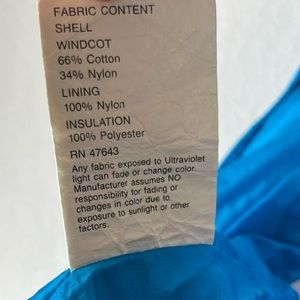 FABRIC CONTENT
SHELL
WINDCOT
66% Cotton
34% Nylon
LINING
100% Nylon
INSULATION
100% Polyester
RN 47643
Any fabric exposed to Ultraviolet
light can fade or change color.
Manufacturer assumes NO
responsibility for fading or
changes in color due to
exposure to sunlight or other
factors.